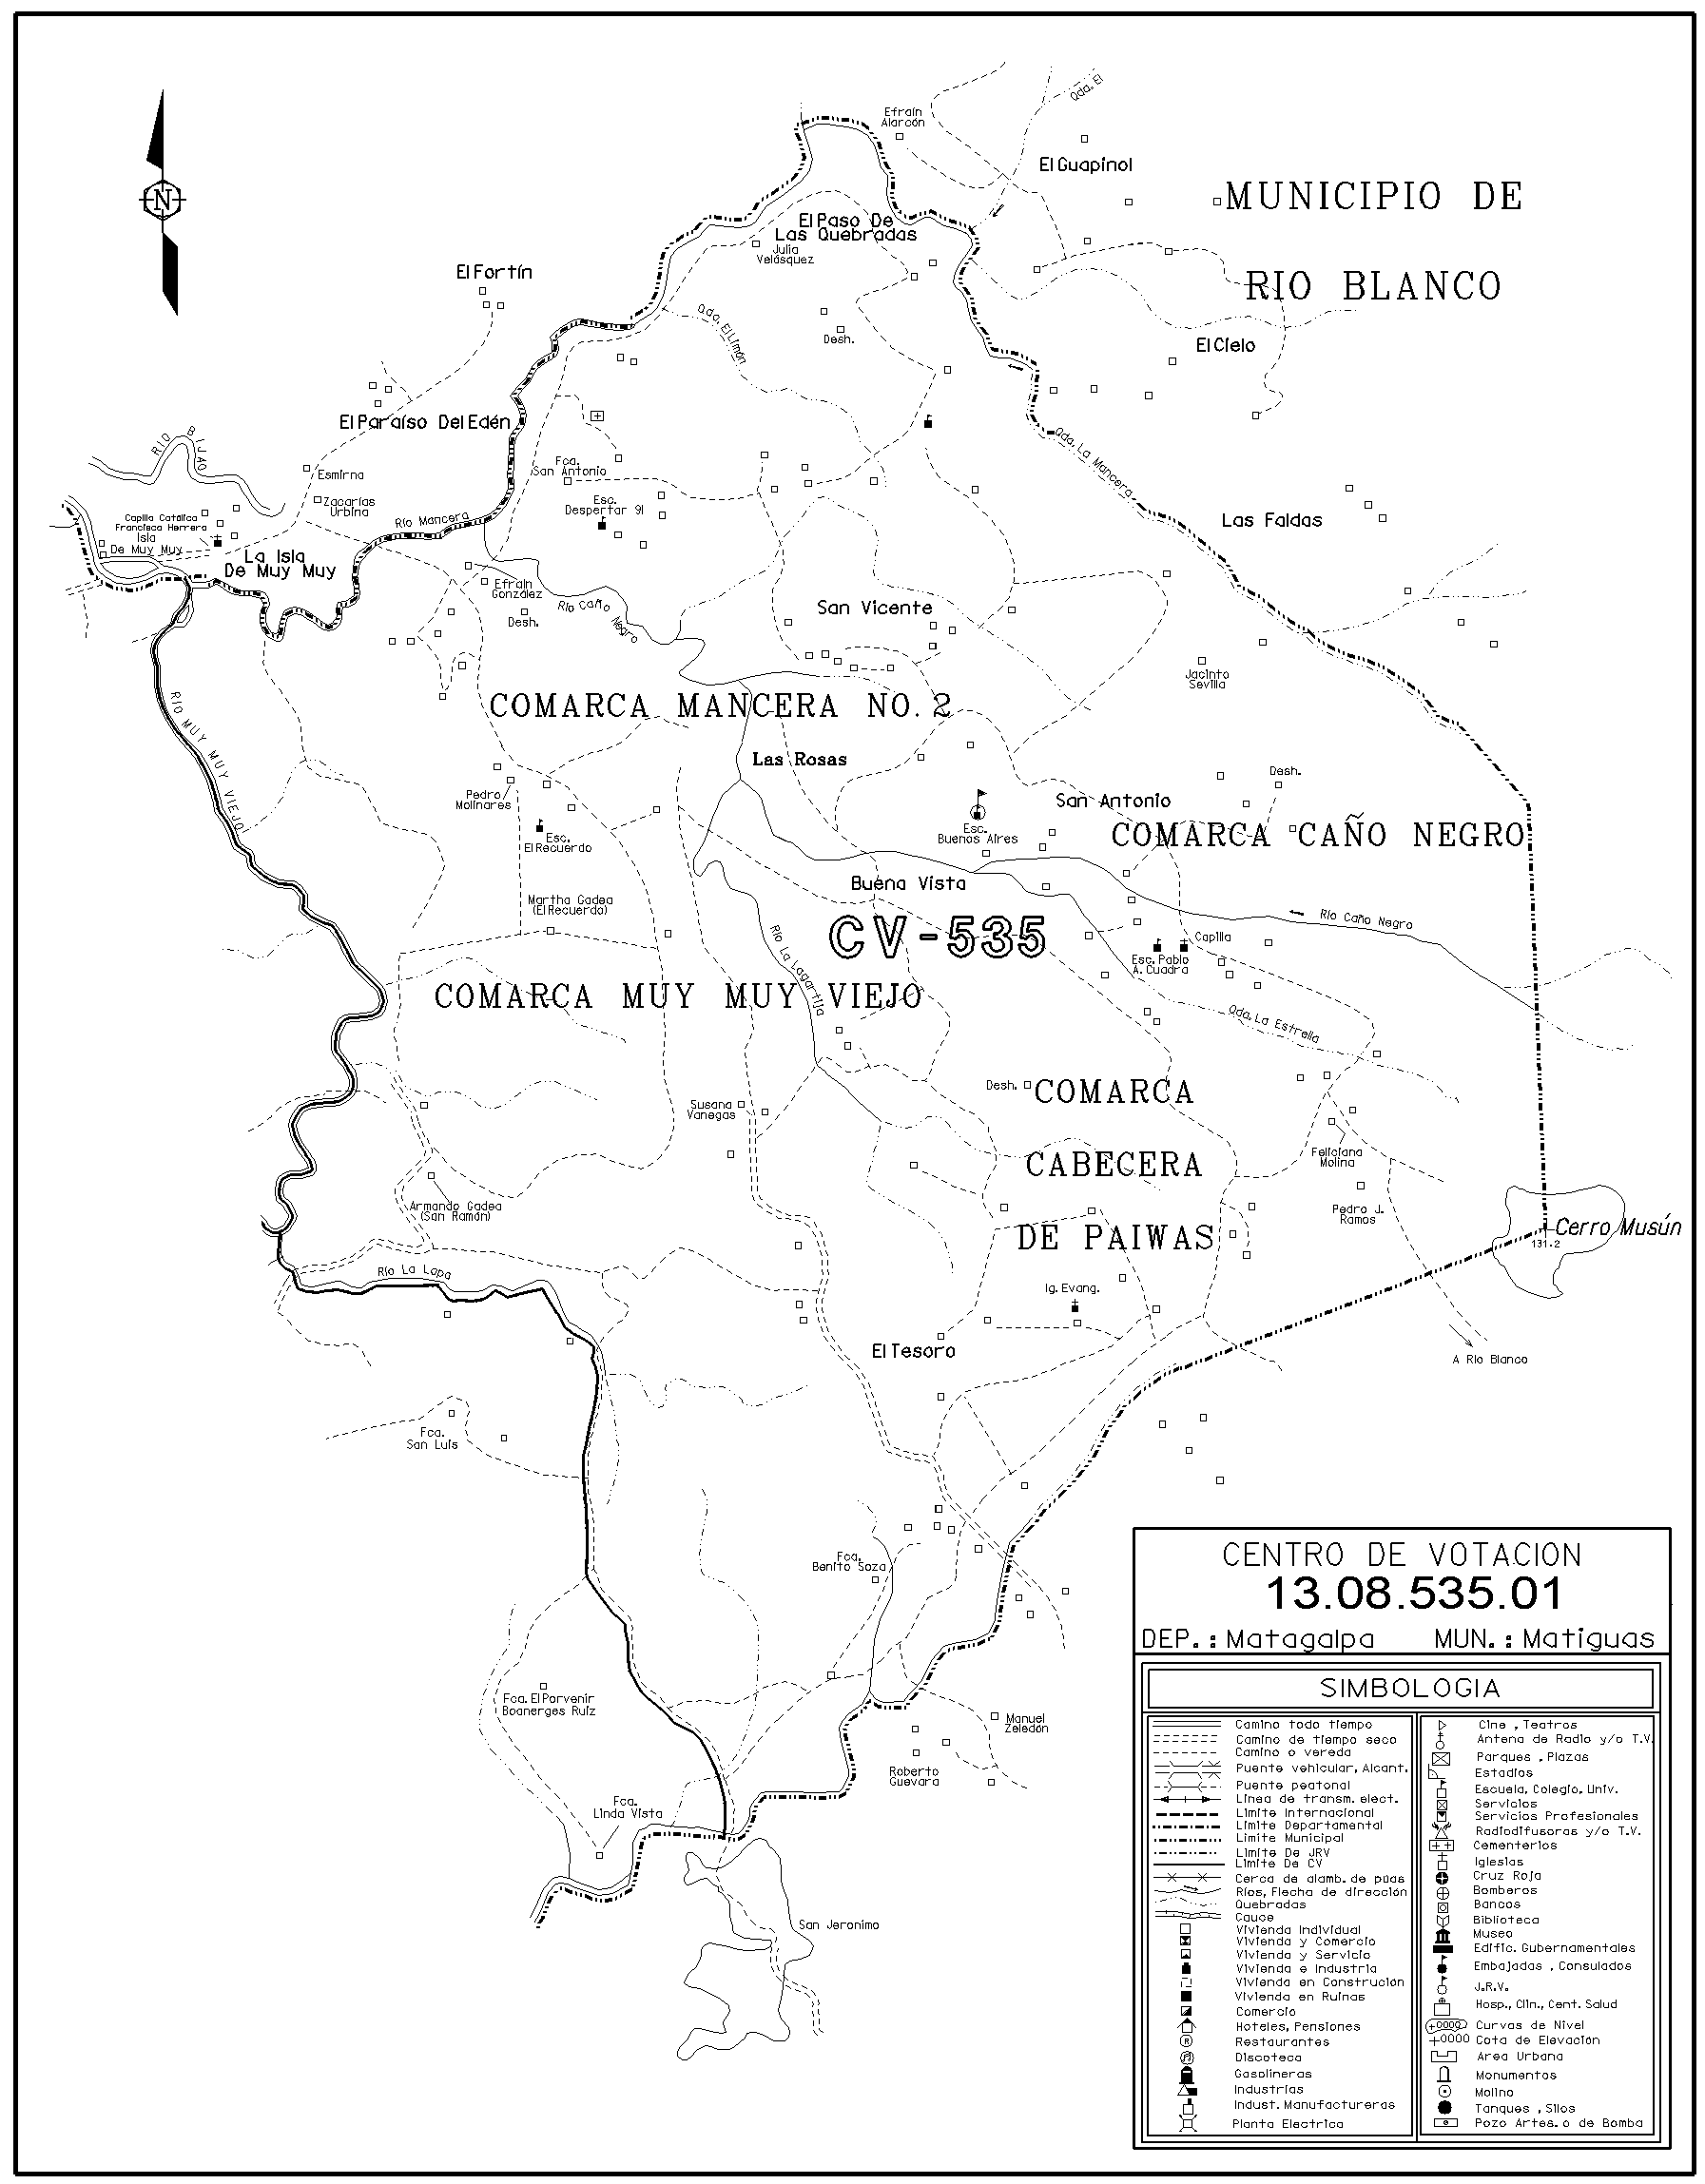 Qda. El
Efraín
Alarcón
El Guapinol
MUNICIPIO DE
RIO BLANCO
N
El Paso De
Las Quebradas
Julia
Velásquez
El Fortín
Qda. El Limón
Desh.
El Cielo
El Paraíso Del Edén
RIO BIJAO
Qda. La Mancera
Esmirna
Fca.
San Antonio
Zacarías
Urbina
Esc.
Despertar 91
Río Mancera
Capilla Católica
Francisca Herrera
Isla
De Muy Muy
La Isla
De Muy Muy
Las Faldas
Efraín
González
Desh.
Río Caño Negro
San Vicente
Jacinto
Sevilla
RÍO MUY MUY VIEJO
COMARCA MANCERA NO. 2
Las Rosas
Desh.
Pedro
Molinares
San Antonio
Esc.
Buenos Aires
Esc.
El Recuerdo
COMARCA CAÑO NEGRO
Buena Vista
Martha Gadea
(El Recuerdo)
Río Caño Negro
CV-535
Río La Lagartija
Capilla
Esc. Pablo
A. Cuadra
COMARCA MUY MUY VIEJO
Qda. La Estrella
Desh.
COMARCA
CABECERA
DE PAIWAS
Susana
Vanegas
Feliciana
Molina
Armando Gadea
(San Ramón)
Pedro J.
Ramos
Cerro Musún
131.2
Río La Lapa
Ig. Evang.
El Tesoro
A Río Blanco
Fca.
San Luis
Fca.
Benito Soza
Fca. El Porvenir
Boanerges Ruiz
Manuel
Zeledón
Roberto
Guevara
Fca.
Linda Vista
San Jeronimo
CENTRO DE VOTACION
13.08.535.01
DEP. : Matagalpa MUN. : Matiguas
SIMBOLOGIA
Camino todo tiempo
Camino de tiempo seco
Camino o vereda
Puente vehicular, Alcant.
Puente peatonal
Línea de transm. elect.
Limite Internacional
Limite Departamental
Limite Municipal
Limite De JRV
Limite De CV
Cerca de alamb. de púas
Ríos, Flecha de dirección
Quebradas
Cauce
Vivienda Individual
Vivienda y Comercio
Vivienda y Servicio
Vivienda e Industria
Vivienda en Construción
Vivienda en Ruinas
Comercio
Hoteles, Pensiones
R Restaurantes
Discoteca
Gasolineras
Industrias
Indust. Manufactureras
Planta Electrica
Cine , Teatros
Antena de Radio y/o T.V.
Parques , Plazas
Estadios
Escuela, Colegio, Univ.
Servicios
Servicios Profesionales
Radiodifusoras y/o T.V.
Cementerios
Iglesias
Cruz Roja
Bomberos
Bancos
Biblioteca
Museo
Edific. Gubernamentales
Embajadas , Consulados
J.R.V.
Hosp., Clin., Cent. Salud
+0000 Curvas de Nivel
+0000 Cota de Elevación
Area Urbana
Monumentos
Molino
Tanques , Silos
Pozo Artes. o de Bomba